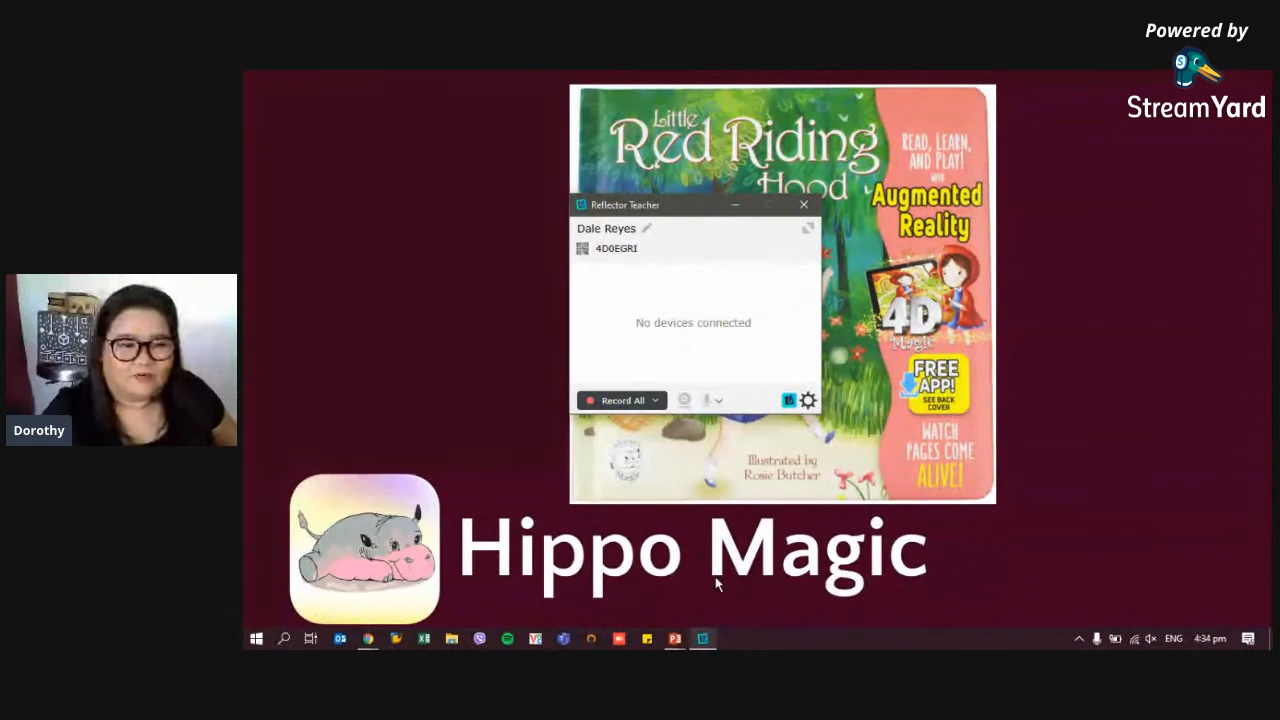 Powered by
StreamYard
Little
Red Riding
Hood
READ, LEARN,
AND PLAY!
WITH
Augmented
Reality
4D
Magic
FREE
APP!
SEE BACK
COVER
WATCH
PAGES COME
ALIVE!
Reflector Teacher
Dale Reyes
4D0EGRI
No devices connected
Record All
Illustrated by
Rosie Butcher
Dorothy
Hippo Magic
ENG
4:34 pm